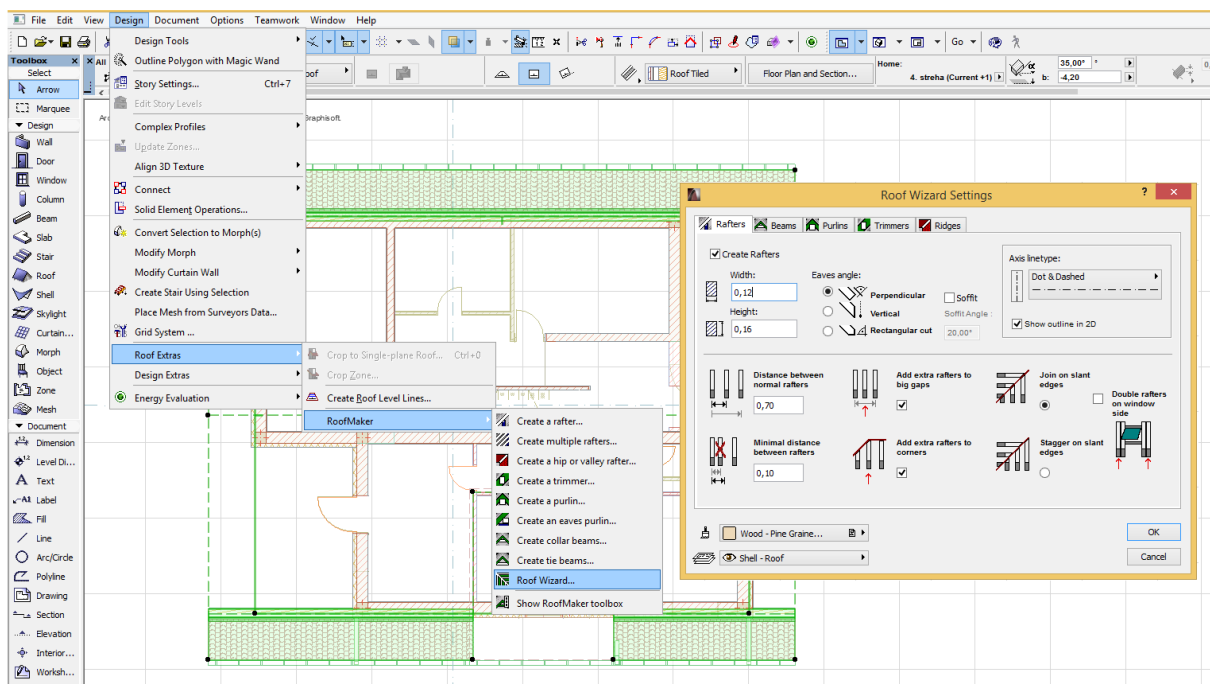 File Edit View Design Document Options Teamwork Window Help
Toolbox
Select
Arrow
Marquee
Design
Wall
Door
Window
Column
Beam
Slab
Stair
Roof
Shell
Skylight
Curtain...
Morph
Object
Zone
Mesh
Document
Dimension
Level Di...
Text
Label
Fill
Line
Arc/Circle
Polyline
Drawing
Section
Elevation
Interior...
Worksh...
All
Design Tools
Outline Polygon with Magic Wand
Story Settings... Ctrl+7
Edit Story Levels
Complex Profiles
Update Zones...
Align 3D Texture
Connect
Solid Element Operations...
Convert Selection to Morph(s)
Modify Morph
Modify Curtain Wall
Create Stair Using Selection
Place Mesh from Surveyors Data...
Grid System ...
Roof Extras
Design Extras
Energy Evaluation
Crop to Single-plane Roof... Ctrl+0
Crop Zone...
Create Roof Level Lines...
RoofMaker
Create a rafter...
Create multiple rafters...
Create a hip or valley rafter...
Create a trimmer...
Create a purlin...
Create an eaves purlin...
Create collar beams...
Create tie beams...
Roof Wizard...
Show RoofMaker toolbox
Go
oof
Roof Tiled
Floor Plan and Section...
Home:
4. streha (Current +1)
α
35,00°
b: -4,20
Graphisoft.
Roof Wizard Settings
Rafters Beams Purlins Trimmers Ridges
Create Rafters
Width:
0,12
Height:
0,16
Eaves angle:
Perpendicular
Vertical
Rectangular cut
Soffit
Soffit Angle :
20,00°
Axis linetype:
Dot & Dashed
Show outline in 2D
Distance between
normal rafters
0,70
Add extra rafters to
big gaps
Join on slant
edges
Double rafters
on window
side
Minimal distance
between rafters
0,10
Add extra rafters to
corners
Stagger on slant
edges
Wood - Pine Graine...
Shell - Roof
OK
Cancel